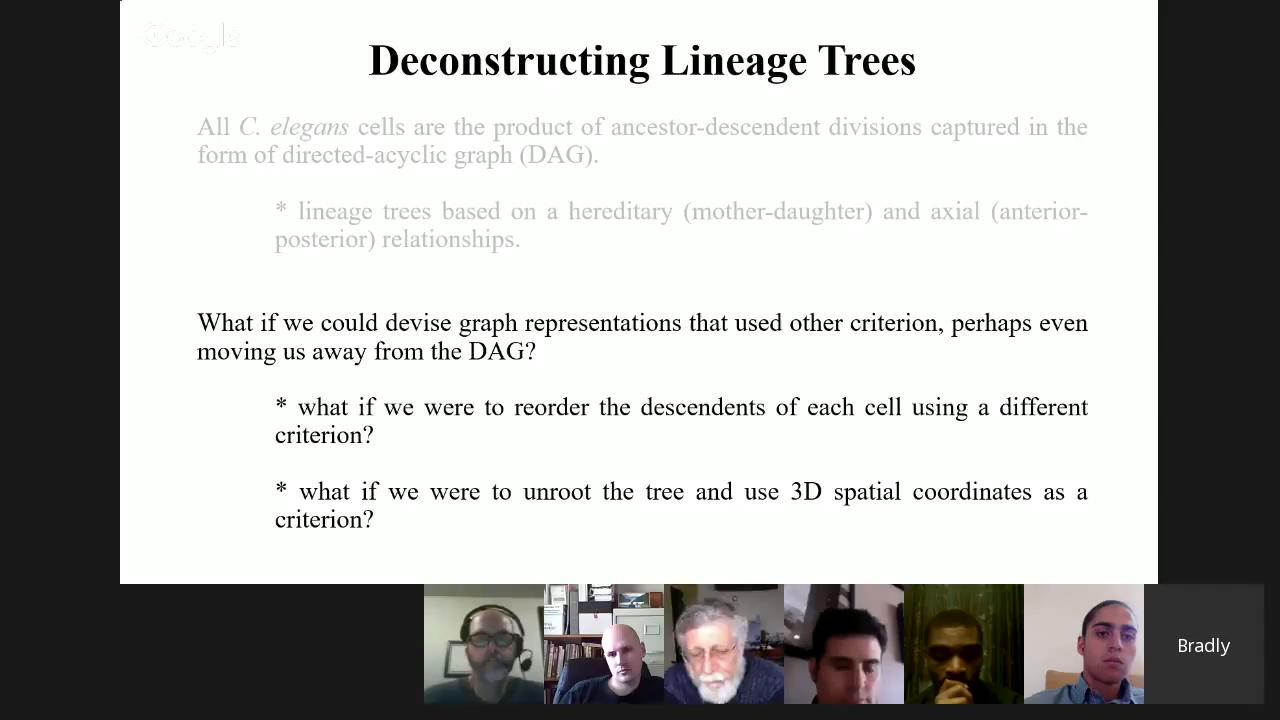 Google
Deconstructing Lineage Trees
All C. elegans cells are the product of ancestor-descendent divisions captured in the
form of directed-acyclic graph (DAG).
* lineage trees based on a hereditary (mother-daughter) and axial (anterior-
posterior) relationships.
What if we could devise graph representations that used other criterion, perhaps even
moving us away from the DAG?
* what if we were to reorder the descendents of each cell using a different
criterion?
* what if we were to unroot the tree and use 3D spatial coordinates as a
criterion?
Bradly